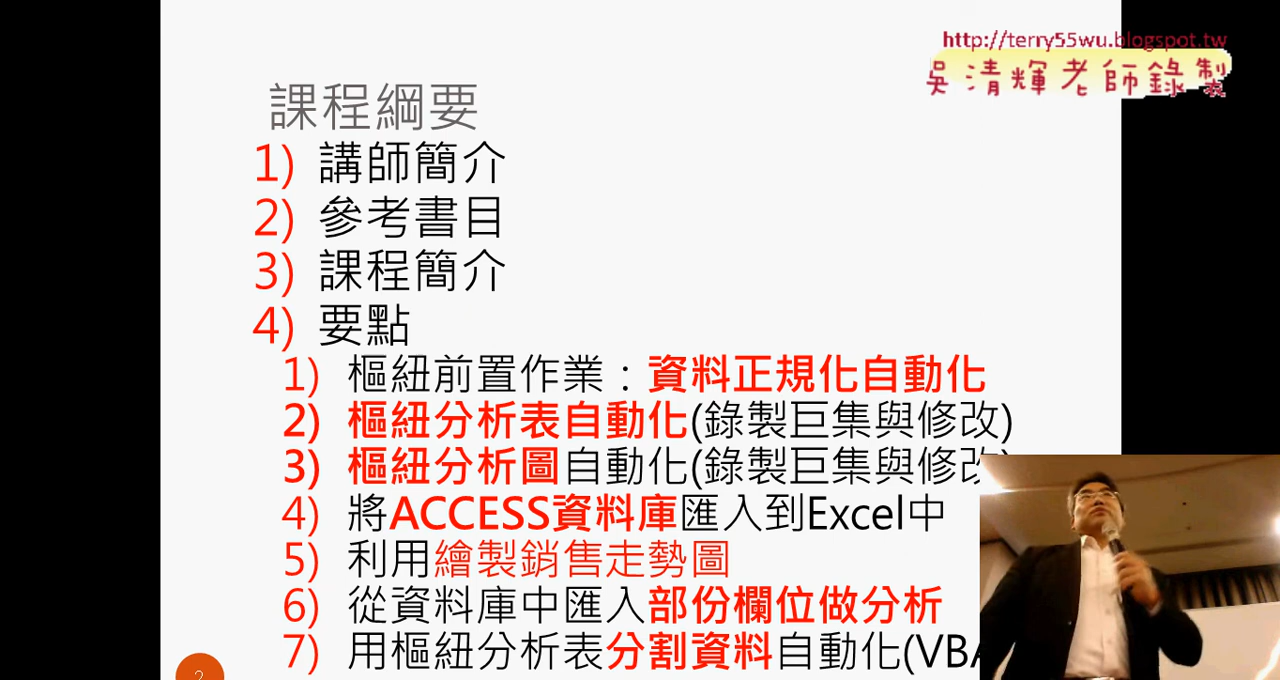 http://terry55wu.blogspot.tw
吳清輝老師錄製
課程綱要
1) 講師簡介
2) 參考書目
3) 課程簡介
4) 要點
1) 樞紐前置作業：資料正規化自動化
2) 樞紐分析表自動化(錄製巨集與修改)
3) 樞紐分析圖自動化(錄製巨集與修改
4) 將ACCESS資料庫匯入到Excel中
5) 利用繪製銷售走勢圖
6) 從資料庫中匯入部份欄位做分析
7) 用樞紐分析表分割資料自動化(VBA
2